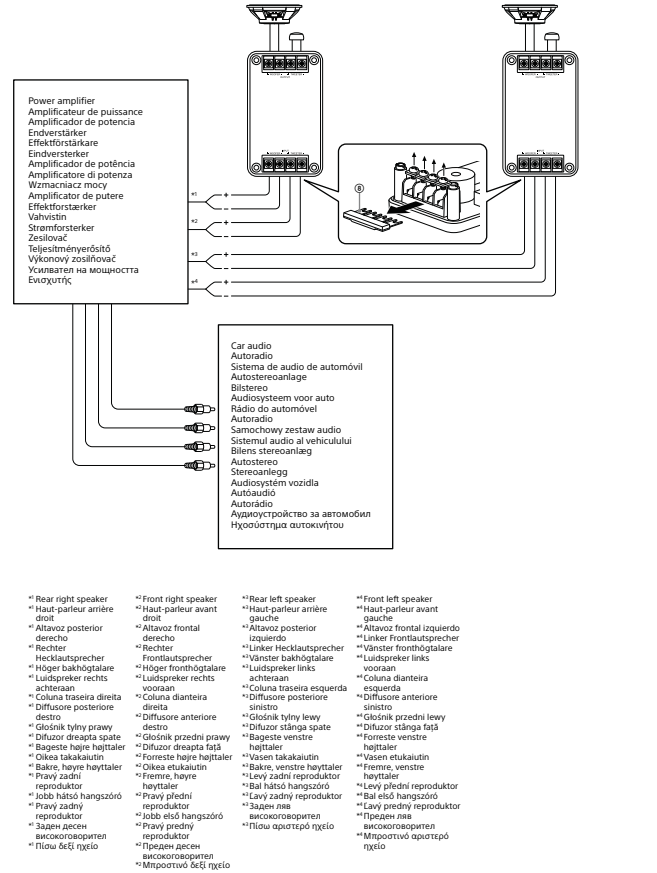 Power amplifier
Amplificateur de puissance
Amplificador de potencia
Endverstärker
Effektförstärkare
Eindversterker
Amplificador de potência
Amplificatore di potenza
Wzmacniacz mocy
Amplificator de putere
Effektforstærker
Vahvistin
Strømforsterker
Zesilovač
Teljesítményerősítő
Výkonový zosilňovač
Усилвател на мощността
Ενισχυτής
*1
+
–
*2
+
–
*3
+
–
*4
+
–
8
Car audio
Autoradio
Sistema de audio de automóvil
Autostereoanlage
Bilstereo
Audiosysteem voor auto
Rádio do automóvel
Autoradio
Samochowy zestaw audio
Sistemul audio al vehiculului
Bilens stereoanlæg
Autostereo
Stereoanlegg
Audiosystém vozidla
Autóaudió
Autorádio
Аудиоустройство за автомобил
Ηχοσύστημα αυτοκινήτου
*1 Rear right speaker
*1 Haut-parleur arrière
droit
*1 Altavoz posterior
derecho
*1 Rechter
Hecklautsprecher
*1 Höger bakhögtalare
*1 Luidspreker rechts
achteraan
*1 Coluna traseira direita
*1 Diffusore posteriore
destro
*1 Głośnik tylny prawy
*1 Difuzor dreapta spate
*1 Bageste højre højttaler
*1 Oikea takakaiutin
*1 Bakre, høyre høyttaler
*1 Pravý zadní
reproduktor
*1 Jobb hátsó hangszóró
*1 Pravý zadný
reproduktor
*1 Заден десен
високоговорител
*1 Πίσω δεξί ηχείο
*2 Front right speaker
*2 Haut-parleur avant
droit
*2 Altavoz frontal
derecho
*2 Rechter
Frontlautsprecher
*2 Höger fronthögtalare
*2 Luidspreker rechts
vooraan
*2 Coluna dianteira
direita
*2 Diffusore anteriore
destro
*2 Głośnik przedni prawy
*2 Difuzor dreapta față
*2 Forreste højre højttaler
*2 Oikea etukaiutin
*2 Fremre, høyre
høyttaler
*2 Pravý přední
reproduktor
*2 Jobb első hangszóró
*2 Pravý predný
reproduktor
*2 Преден десен
високоговорител
*2 Μπροστινό δεξί ηχείο
*3 Rear left speaker
*3 Haut-parleur arrière
gauche
*3 Altavoz posterior
izquierdo
*3 Linker Hecklautsprecher
*3 Vänster bakhögtalare
*3 Luidspreker links
achteraan
*3 Coluna traseira esquerda
*3 Diffusore posteriore
sinistro
*3 Głośnik tylny lewy
*3 Difuzor stânga spate
*3 Bageste venstre
højttaler
*3 Vasen takakaiutin
*3 Bakre, venstre høyttaler
*3 Levý zadní reproduktor
*3 Bal hátsó hangszóró
*3 Ľavý zadný reproduktor
*3 Заден ляв
високоговорител
*3 Πίσω αριστερό ηχείο
*4 Front left speaker
*4 Haut-parleur avant
gauche
*4 Altavoz frontal izquierdo
*4 Linker Frontlautsprecher
*4 Vänster fronthögtalare
*4 Luidspreker links
vooraan
*4 Coluna dianteira
esquerda
*4 Diffusore anteriore
sinistro
*4 Głośnik przedni lewy
*4 Difuzor stânga față
*4 Forreste venstre
højttaler
*4 Vasen etukaiutin
*4 Fremre, venstre
høyttaler
*4 Levý přední reproduktor
*4 Bal első hangszóró
*4 Ľavý predný reproduktor
*4 Преден ляв
високоговорител
*4 Μπροστινό αριστερό
ηχείο